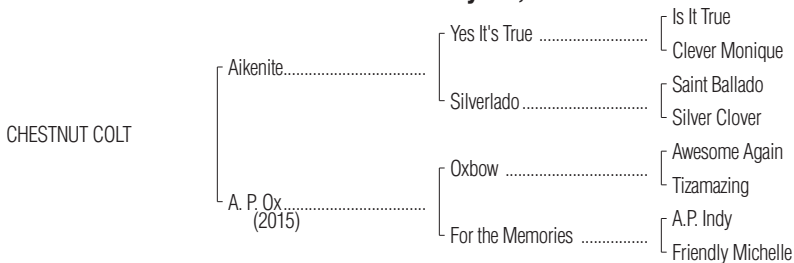 Is It True
Yes It's True ..................
Clever Monique
Aikenite.......................................
Saint Ballado
Silverlado..........................
Silver Clover
CHESTNUT COLT
Awesome Again
Oxbow ............................
Tizamazing
A. P. Ox.......................................
(2015)
A.P. Indy
For the Memories .............
Friendly Michelle